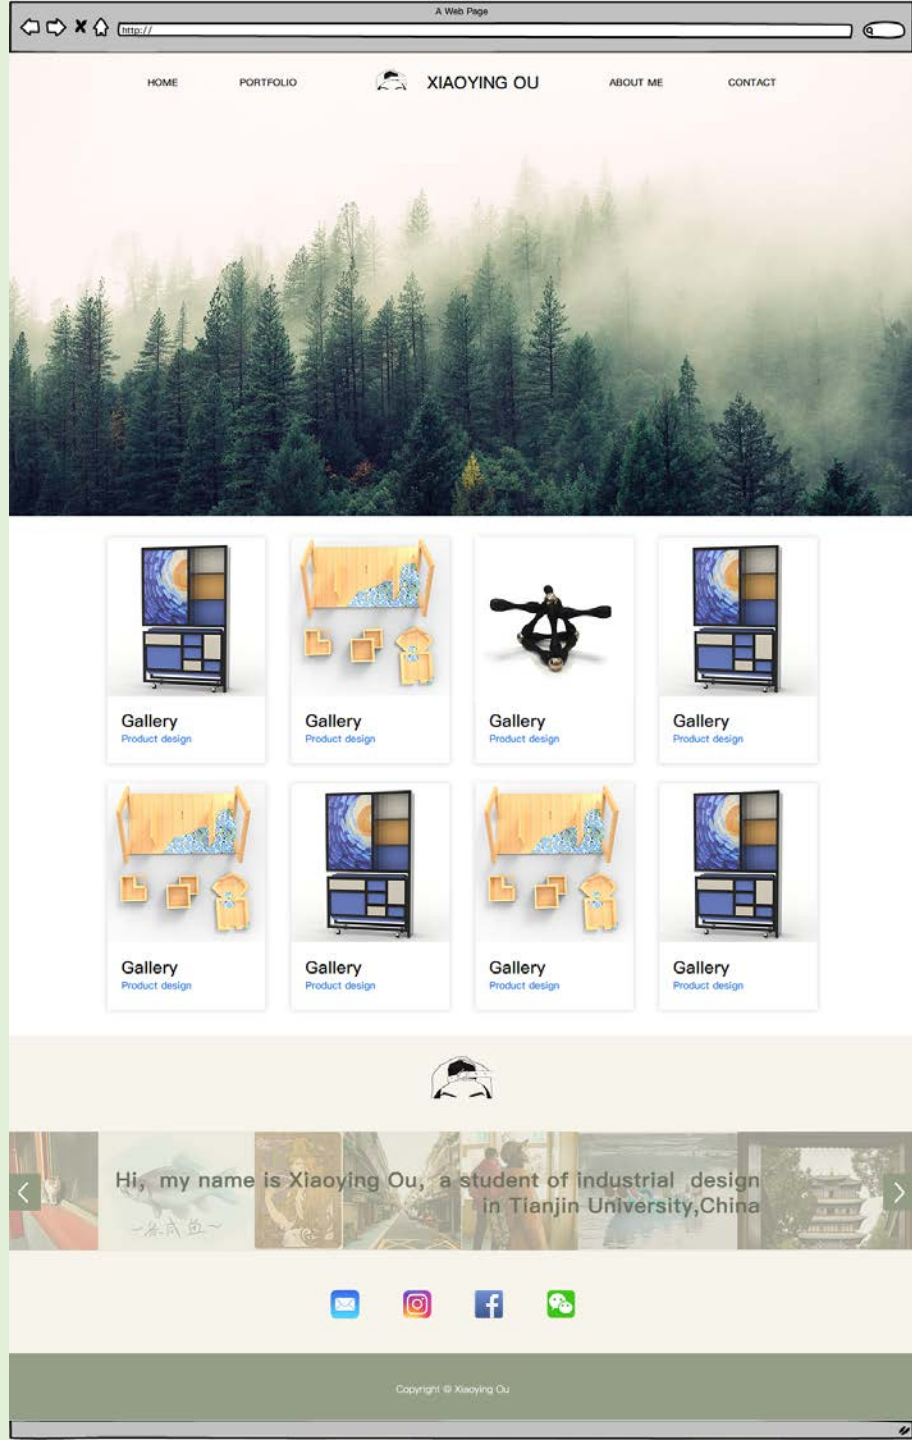 A Web Page
http://
HOME PORTFOLIO XIAOYING OU ABOUT ME CONTACT
Gallery Gallery Gallery Gallery
Product design Product design Product design Product design
Gallery Gallery Gallery Gallery
Product design Product design Product design Product design
Hi, my name is Xiaoying Ou, a student of industrial design
in Tianjin University,China
Copyright © Xiaoying Ou